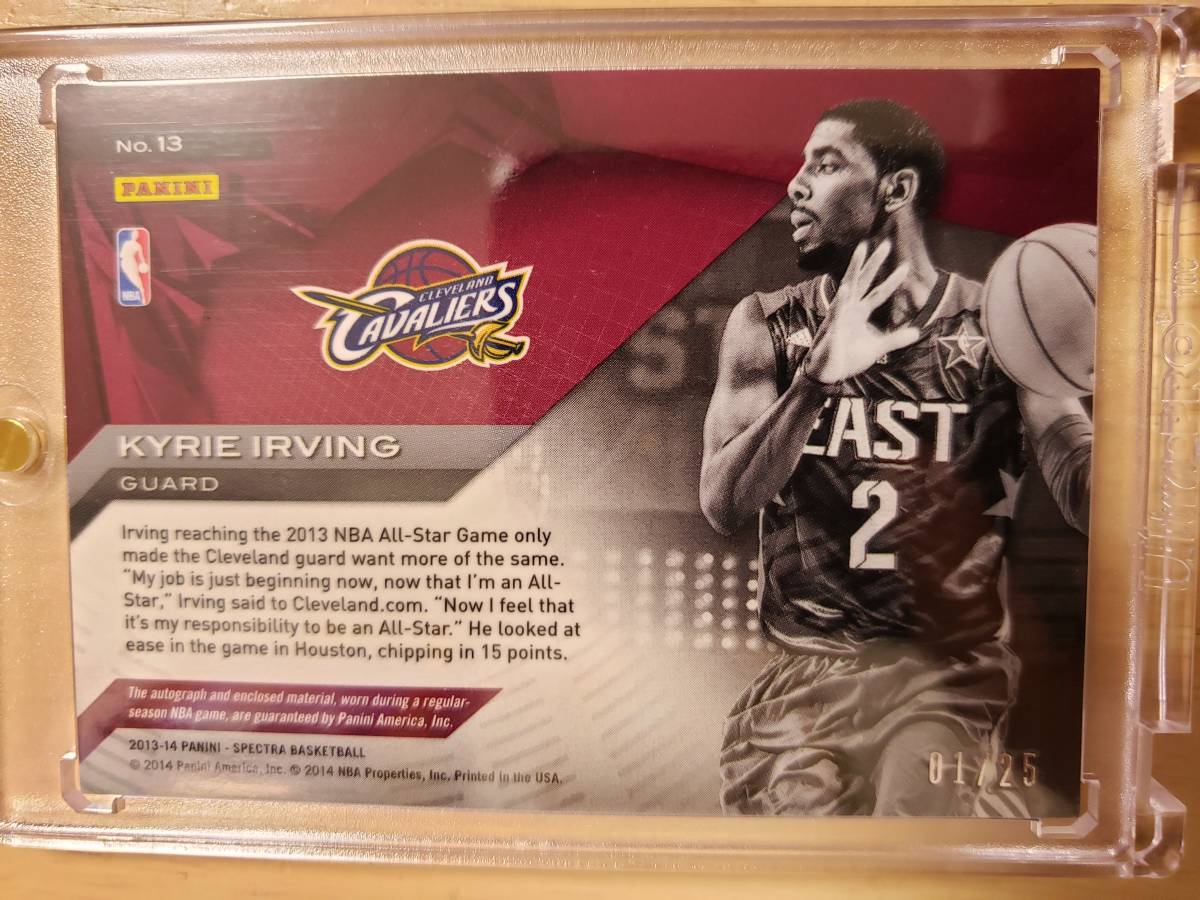 No. 13
PANINI
NBA
CLEVELAND
CAVALIERS
KYRIE IRVING
GUARD
EAST
2
Irving reaching the 2013 NBA All-Star Game only
made the Cleveland guard want more of the same.
“My job is just beginning now, now that I’m an All-
Star,” Irving said to Cleveland.com. “Now I feel that
it’s my responsibility to be an All-Star.” He looked at
ease in the game in Houston, chipping in 15 points.
The autograph and enclosed material, worn during a regular-
season NBA game, are guaranteed by Panini America, Inc.
2013-14 PANINI - SPECTRA BASKETBALL
© 2014 Panini America, Inc. © 2014 NBA Properties, Inc. Printed in the USA.
01/25